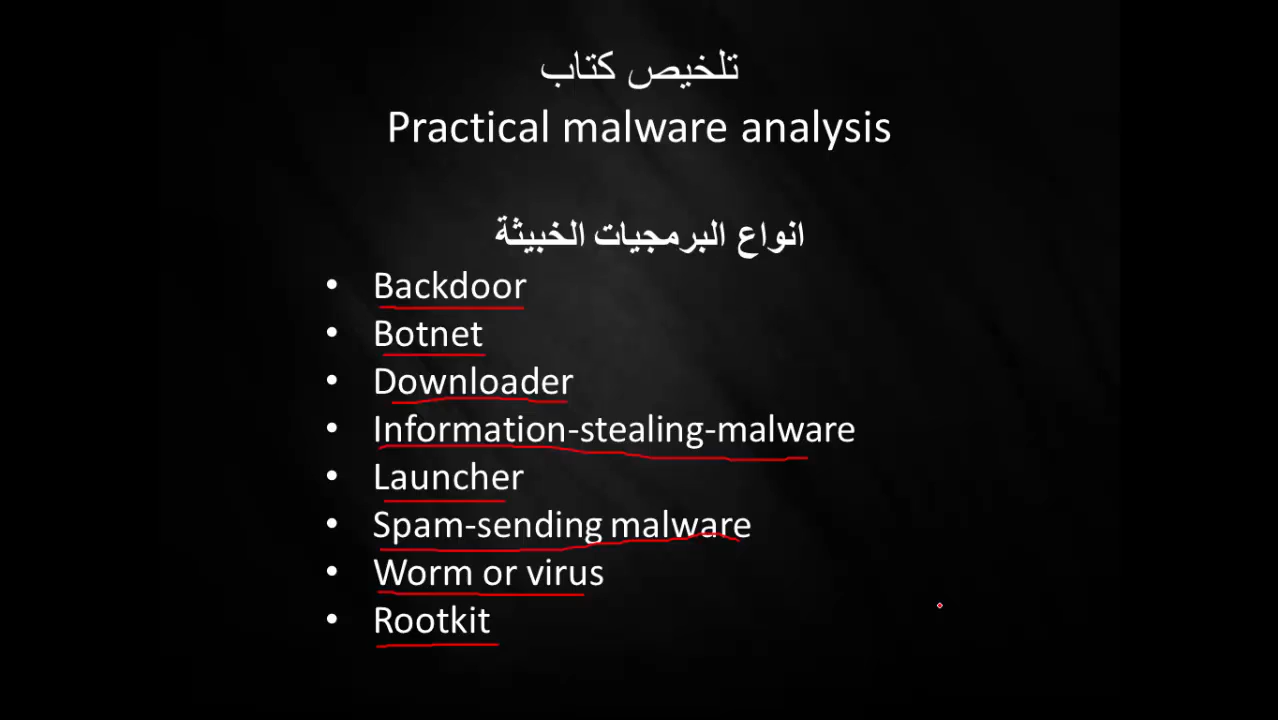 تلخيص كتاب
Practical malware analysis
انواع البرمجيات الخبيثة
• Backdoor
• Botnet
• Downloader
• Information-stealing-malware
• Launcher
• Spam-sending malware
• Worm or virus
• Rootkit